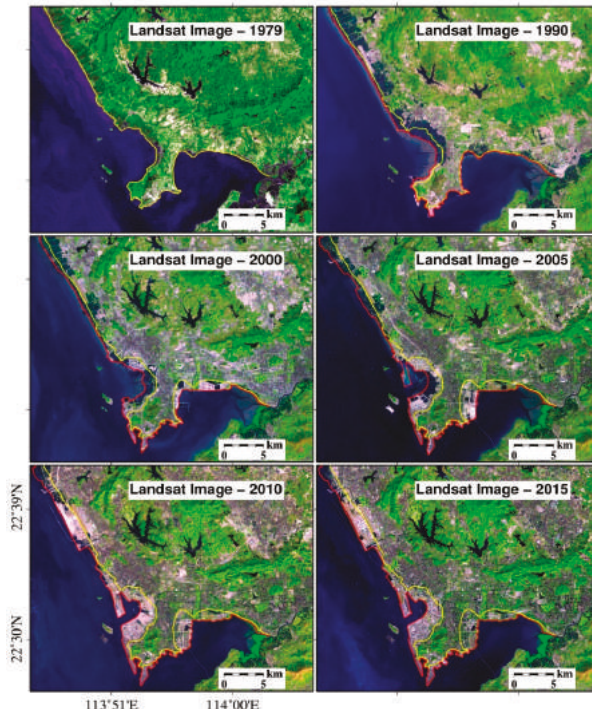 Landsat Image – 1979
0 5
km
Landsat Image – 1990
0 5
km
Landsat Image – 2000
0 5
km
Landsat Image – 2005
0 5
km
Landsat Image – 2010
0 5
km
Landsat Image – 2015
0 5
km
22°39'N
22°30'N
113°51'E 114°00'E